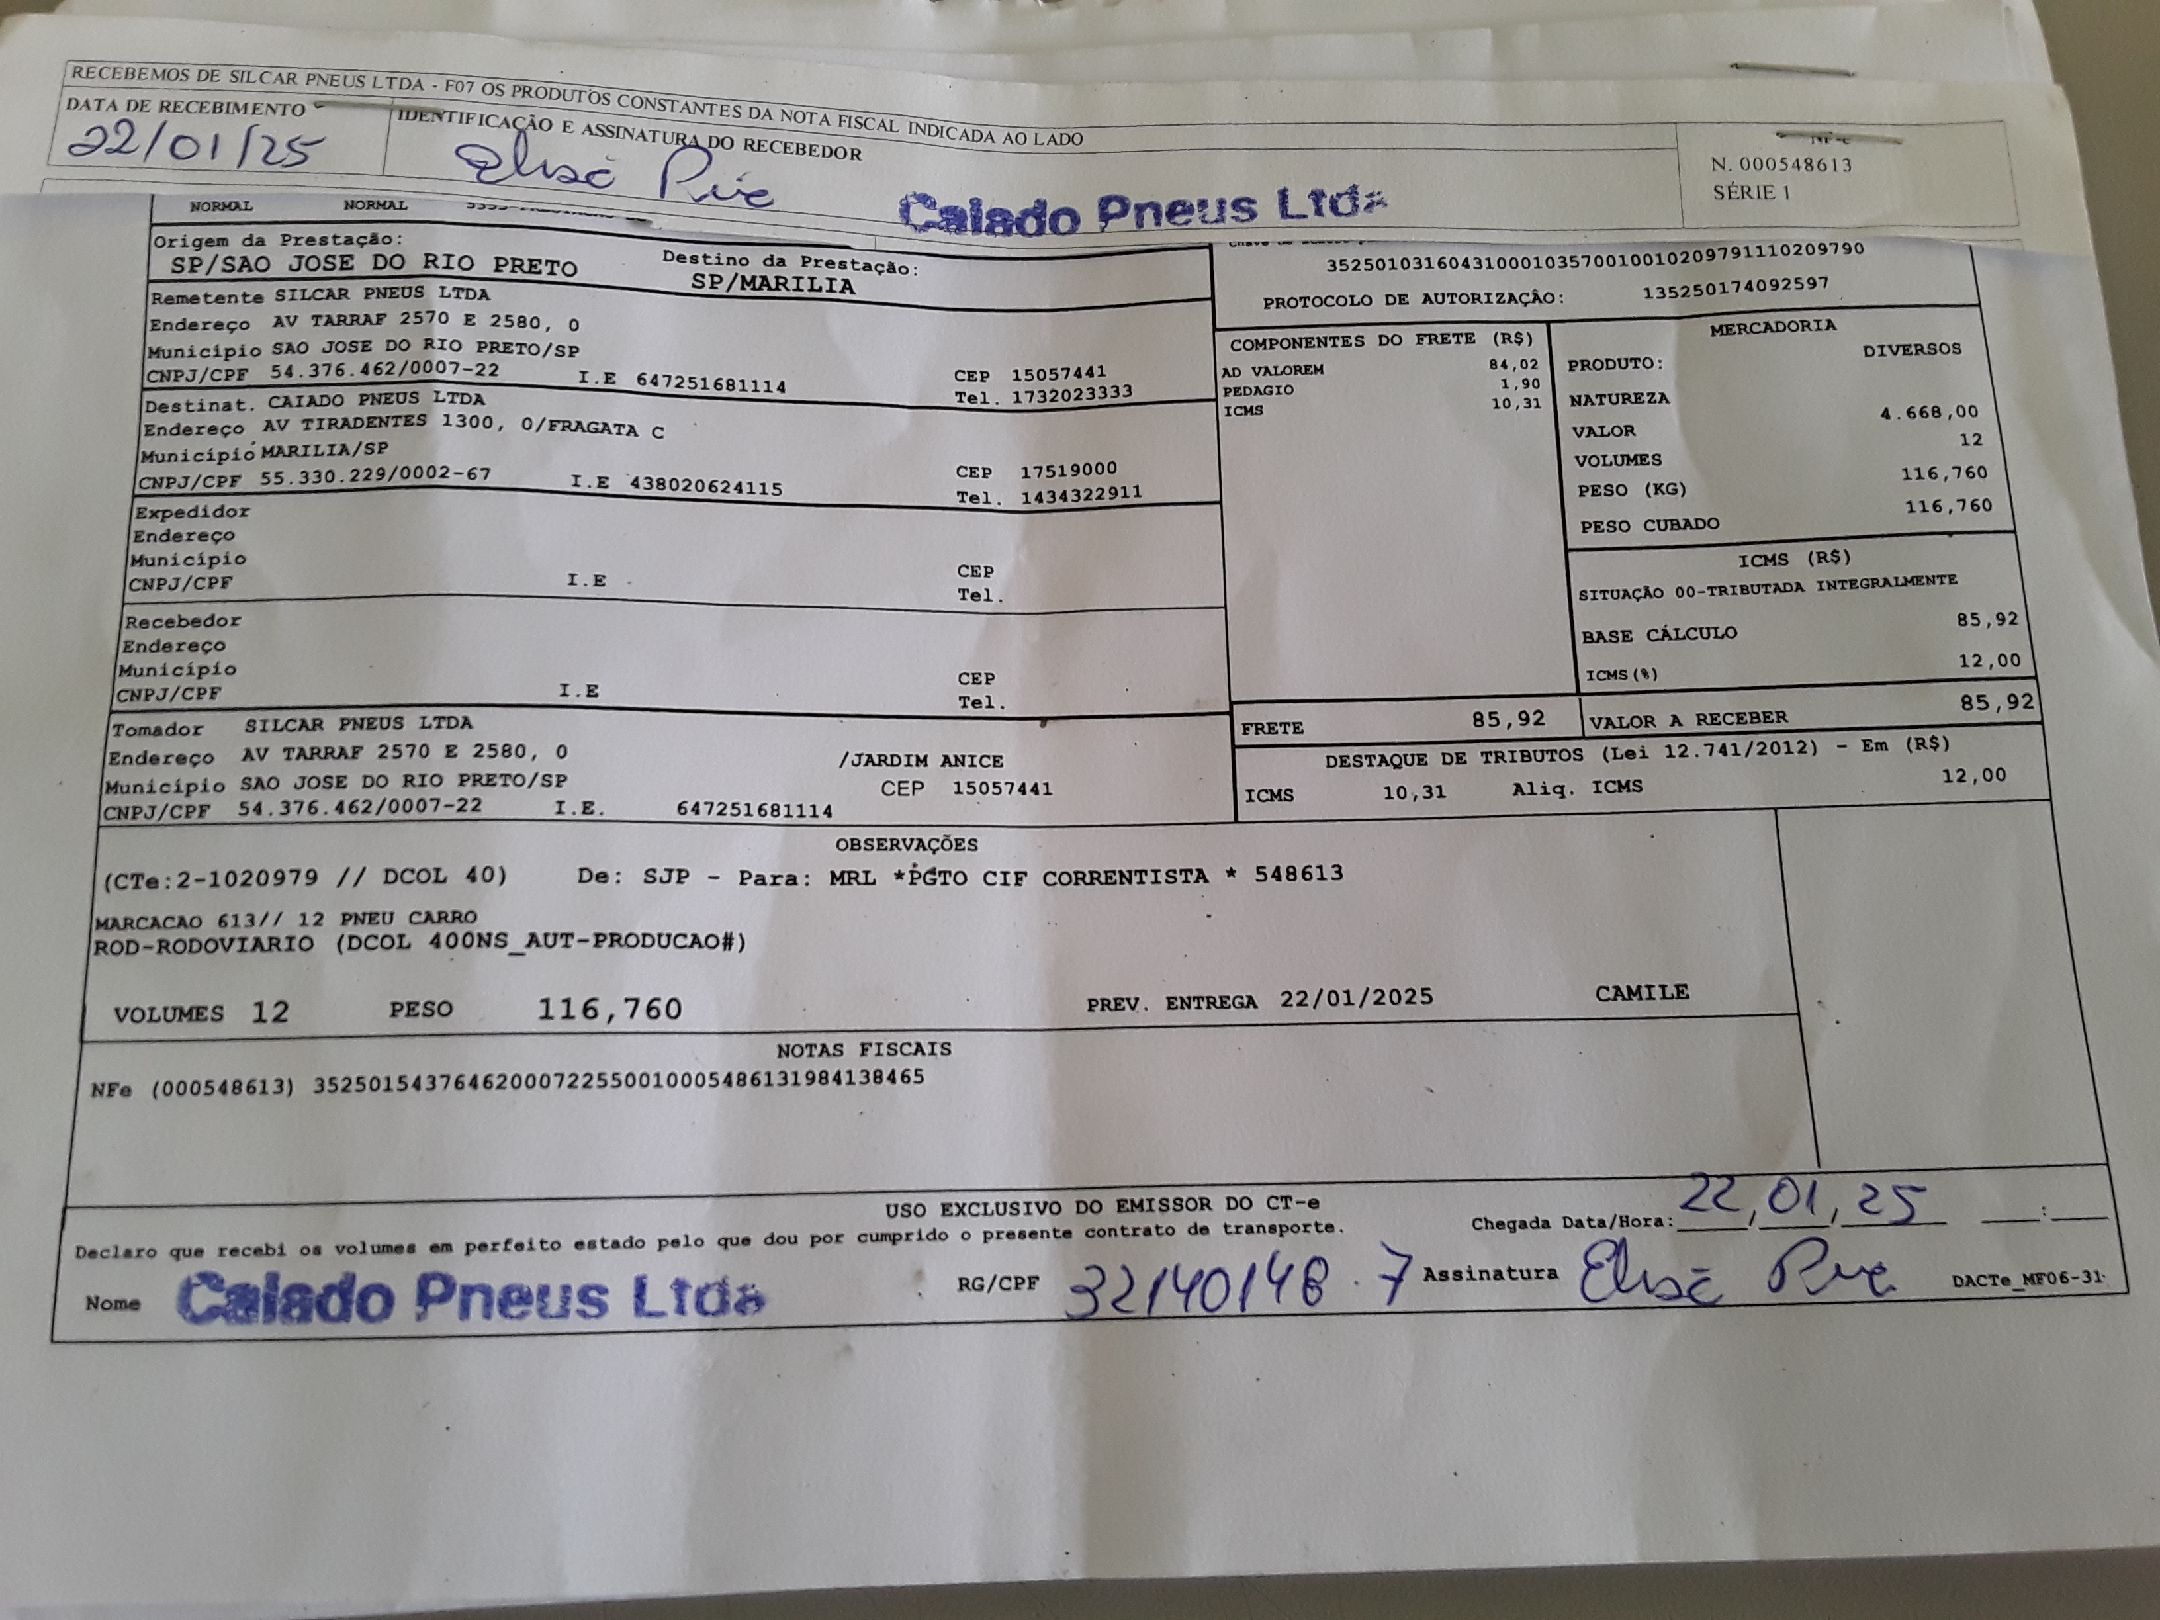 RECEBEMOS DE SILCAR PNEUS LTDA - F07 OS PRODUTOS CONSTANTES DA NOTA FISCAL INDICADA AO LADO
DATA DE RECEBIMENTO
IDENTIFICAÇÃO E ASSINATURA DO RECEBEDOR
22/01/25
Caiado Pneus Ltda
NF-e
N. 000548613
SÉRIE 1
NORMAL NORMAL
Origem da Prestação:
SP/SAO JOSE DO RIO PRETO
Destino da Prestação:
SP/MARILIA
35250103160431000103570010010209791110209790
PROTOCOLO DE AUTORIZAÇÃO: 135250174092597
Remetente SILCAR PNEUS LTDA
Endereço AV TARRAF 2570 E 2580, 0
Município SAO JOSE DO RIO PRETO/SP
CNPJ/CPF 54.376.462/0007-22 I.E 647251681114
CEP 15057441
Tel. 1732023333
Destinat. CAIADO PNEUS LTDA
Endereço AV TIRADENTES 1300, 0/FRAGATA C
Município MARILIA/SP
CNPJ/CPF 55.330.229/0002-67 I.E 438020624115
CEP 17519000
Tel. 1434322911
Expedidor
Endereço
Município
CNPJ/CPF I.E
CEP
Tel.
Recebedor
Endereço
Município
CNPJ/CPF I.E
CEP
Tel.
Tomador SILCAR PNEUS LTDA
Endereço AV TARRAF 2570 E 2580, 0 /JARDIM ANICE
Município SAO JOSE DO RIO PRETO/SP CEP 15057441
CNPJ/CPF 54.376.462/0007-22 I.E. 647251681114
COMPONENTES DO FRETE (R$)
AD VALOREM 84,02
PEDAGIO 1,90
ICMS 10,31
MERCADORIA
PRODUTO: DIVERSOS
NATUREZA
VALOR 4.668,00
VOLUMES 12
PESO (KG) 116,760
PESO CUBADO 116,760
ICMS (R$)
SITUAÇÃO 00-TRIBUTADA INTEGRALMENTE
BASE CÁLCULO 85,92
ICMS(%) 12,00
FRETE 85,92 VALOR A RECEBER 85,92
DESTAQUE DE TRIBUTOS (Lei 12.741/2012) - Em (R$)
ICMS 10,31 Aliq. ICMS 12,00
OBSERVAÇÕES
(CTe:2-1020979 // DCOL 40) De: SJP - Para: MRL *PGTO CIF CORRENTISTA * 548613
MARCACAO 613// 12 PNEU CARRO
ROD-RODOVIARIO (DCOL 400NS_AUT-PRODUCAO#)
VOLUMES 12 PESO 116,760 PREV. ENTREGA 22/01/2025 CAMILE
NOTAS FISCAIS
NFe (000548613) 35250154376462000722550010005486131984138465
USO EXCLUSIVO DO EMISSOR DO CT-e
Declaro que recebi os volumes em perfeito estado pelo que dou por cumprido o presente contrato de transporte.
Chegada Data/Hora: 22/01/25 :
Nome Caiado Pneus Ltda RG/CPF 32140148.7 Assinatura DACTe_MF06-31